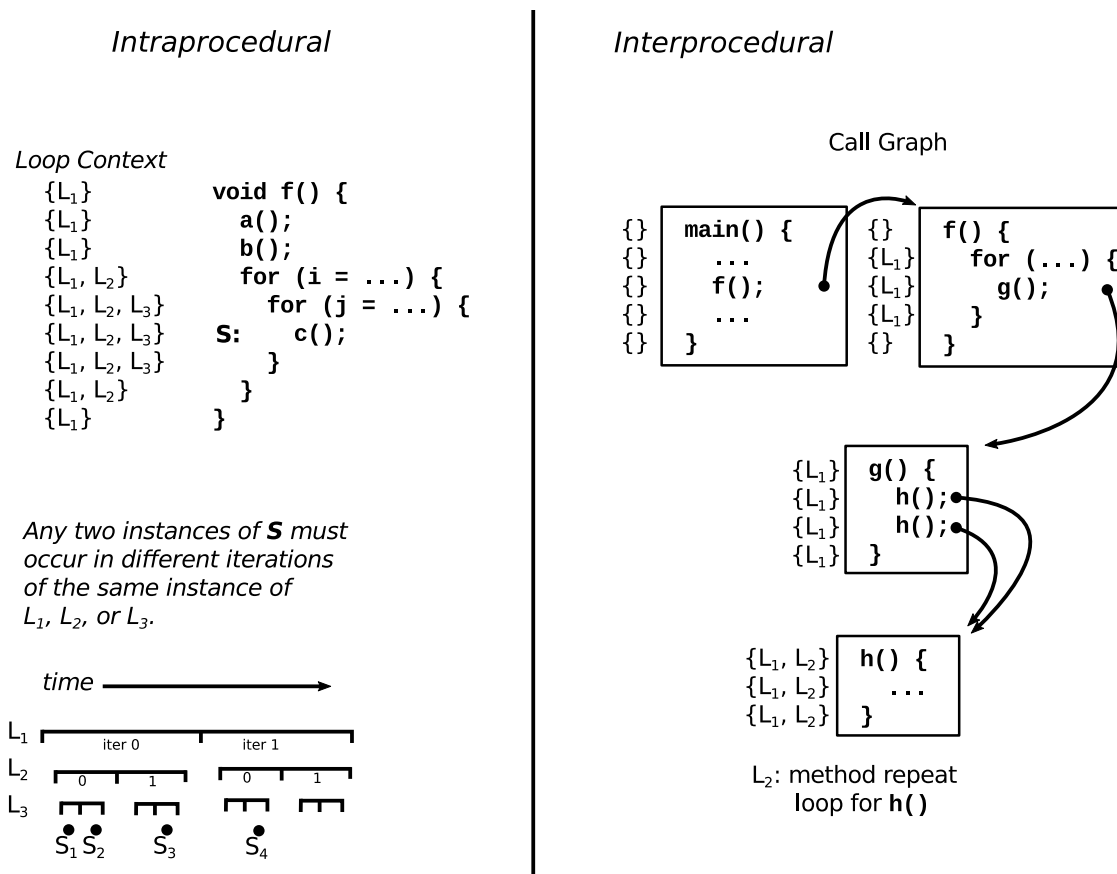 Intraprocedural
Loop Context
{L₁} void f() {
{L₁} a();
{L₁} b();
{L₁, L₂} for (i = ...) {
{L₁, L₂, L₃} for (j = ...) {
{L₁, L₂, L₃} S: c();
{L₁, L₂, L₃} }
{L₁, L₂} }
{L₁} }
Any two instances of S must
occur in different iterations
of the same instance of
L₁, L₂, or L₃.
time
L₁
iter 0 iter 1
L₂
0 1 0 1
L₃
S₁ S₂ S₃ S₄
Interprocedural
Call Graph
{} main() {
{} ...
{} f();
{} ...
{} }
{} f() {
{L₁} for (...) {
{L₁} g();
{L₁} }
{} }
{L₁} g() {
{L₁} h();
{L₁} h();
{L₁} }
{L₁, L₂} h() {
{L₁, L₂} ...
{L₁, L₂} }
L₂: method repeat
loop for h()